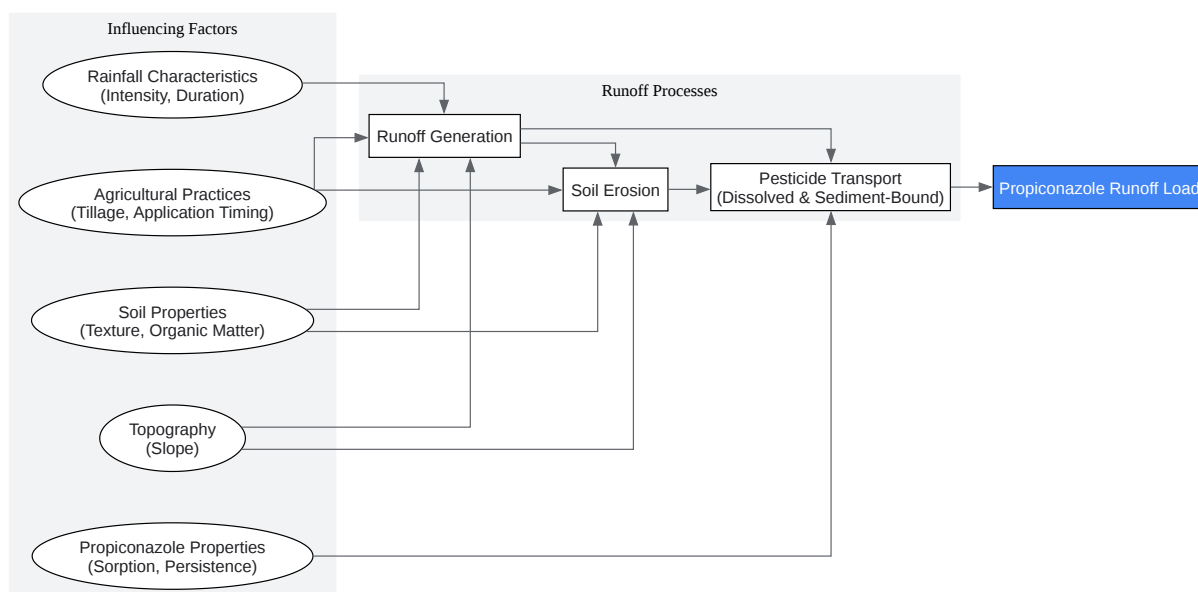 Influencing Factors
Rainfall Characteristics
(Intensity, Duration)
Runoff Processes
Runoff Generation
Agricultural Practices
(Tillage, Application Timing)
Soil Erosion
Pesticide Transport
(Dissolved & Sediment-Bound)
Propiconazole Runoff Load
Soil Properties
(Texture, Organic Matter)
Topography
(Slope)
Propiconazole Properties
(Sorption, Persistence)